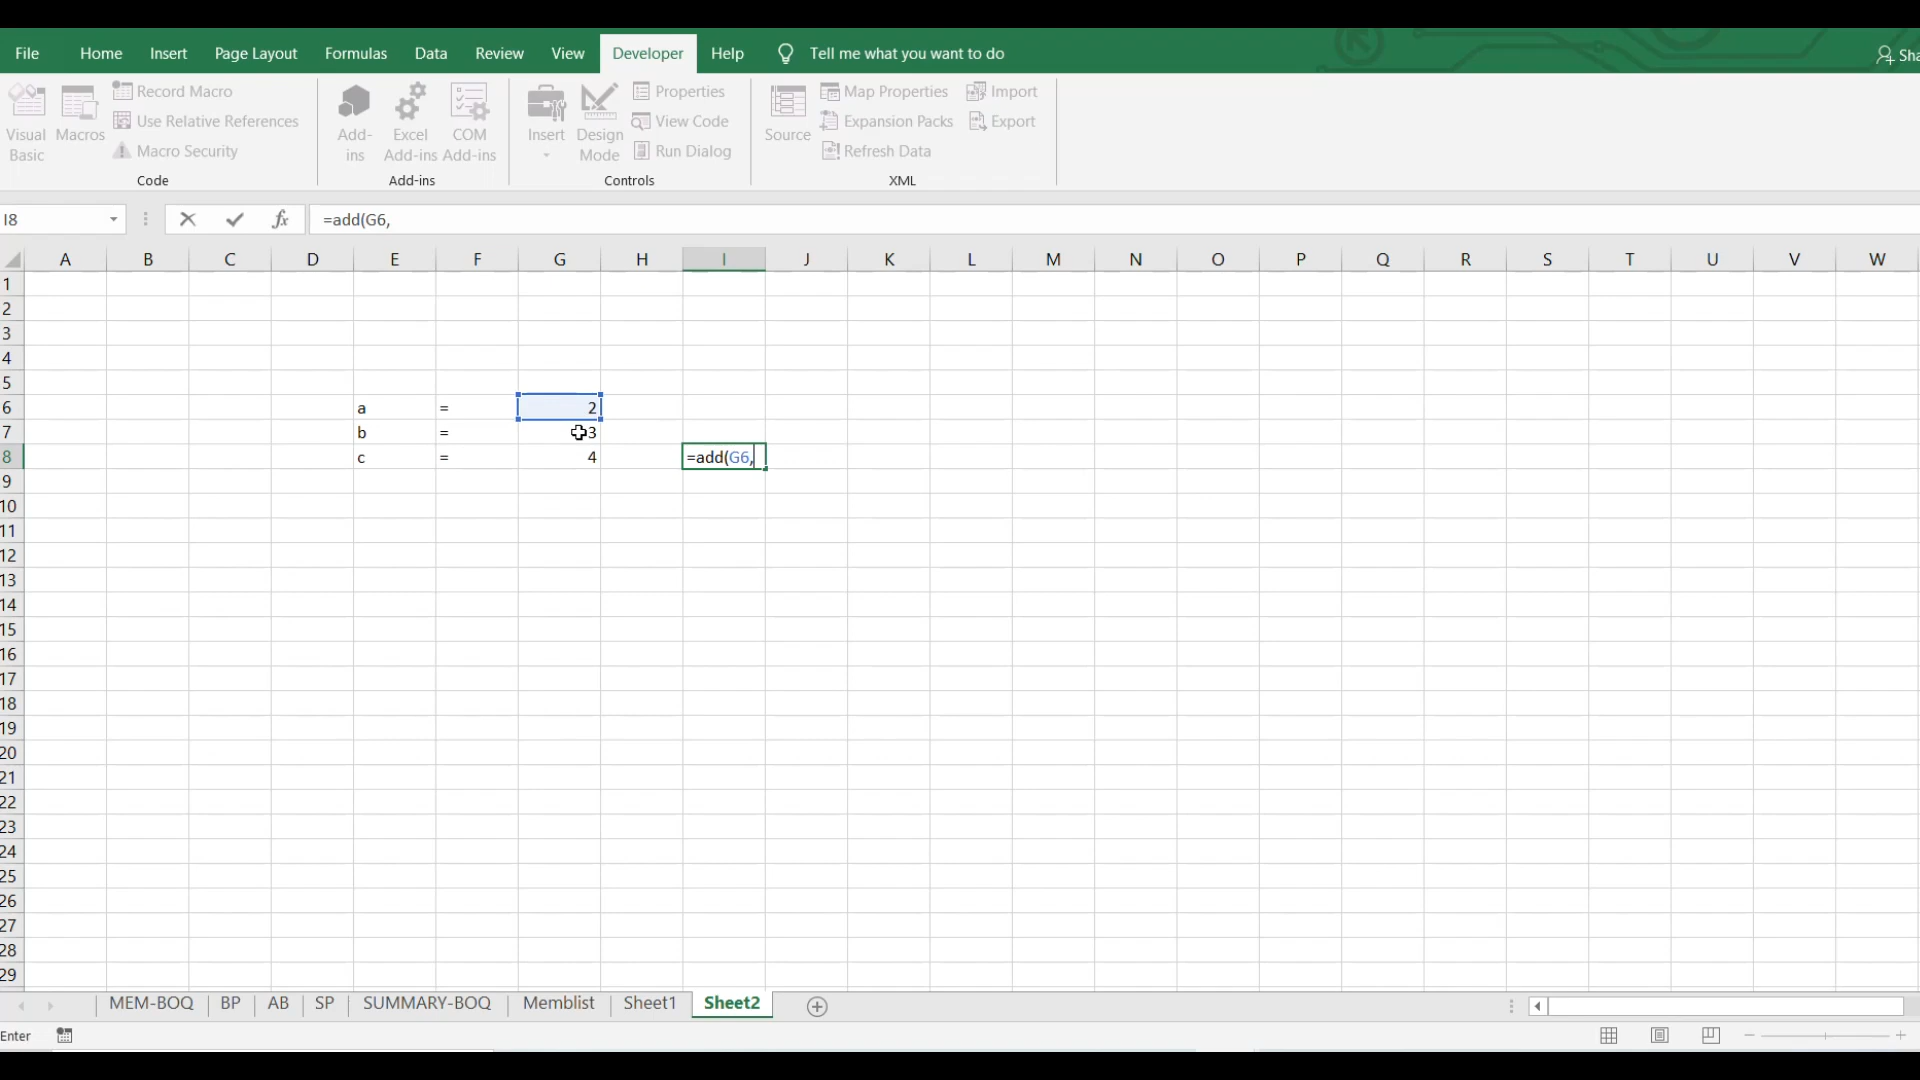 File Home Insert Page Layout Formulas Data Review View Developer Help Tell me what you want to do
Visual Basic
Macros
Record Macro
Use Relative References
Macro Security
Code
Add-ins
Excel Add-ins
COM Add-ins
Add-ins
Insert
Design Mode
Properties
View Code
Run Dialog
Controls
Source
Map Properties
Expansion Packs
Refresh Data
Import
Export
XML
I8 fx =add(G6,
A B C D E F G H I J K L M N O P Q R S T U V W
1
2
3
4
5
6 a = 2
7 b = 3
8 c = 4 =add(G6,
9
10
11
12
13
14
15
16
17
18
19
20
21
22
23
24
25
26
27
28
29
MEM-BOQ BP AB SP SUMMARY-BOQ Memblist Sheet1 Sheet2
Enter